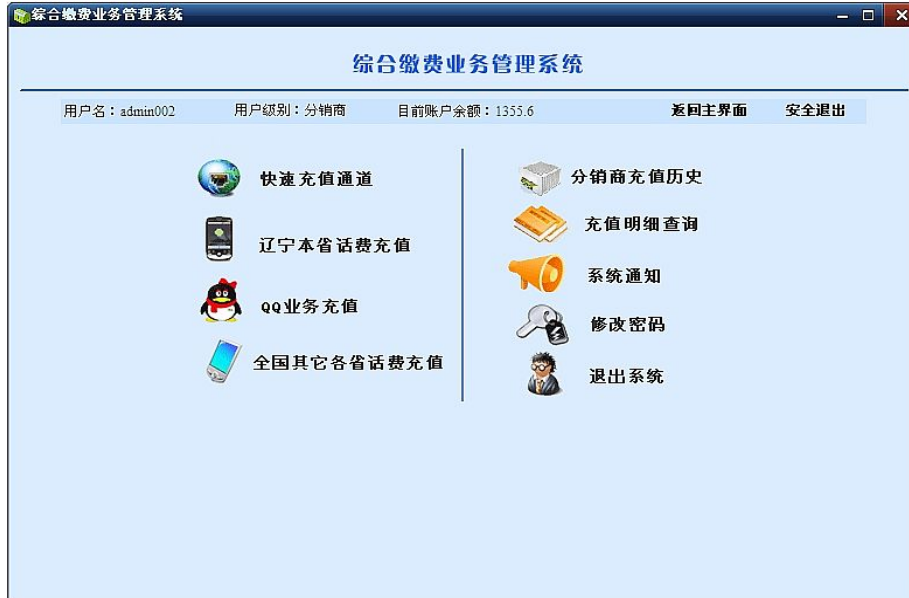 综合缴费业务管理系统
综合缴费业务管理系统
用户名：admin002 用户级别：分销商 目前账户余额：1355.6 返回主界面 安全退出
快速充值通道
辽宁本省话费充值
QQ业务充值
全国其它各省话费充值
分销商充值历史
充值明细查询
系统通知
修改密码
退出系统